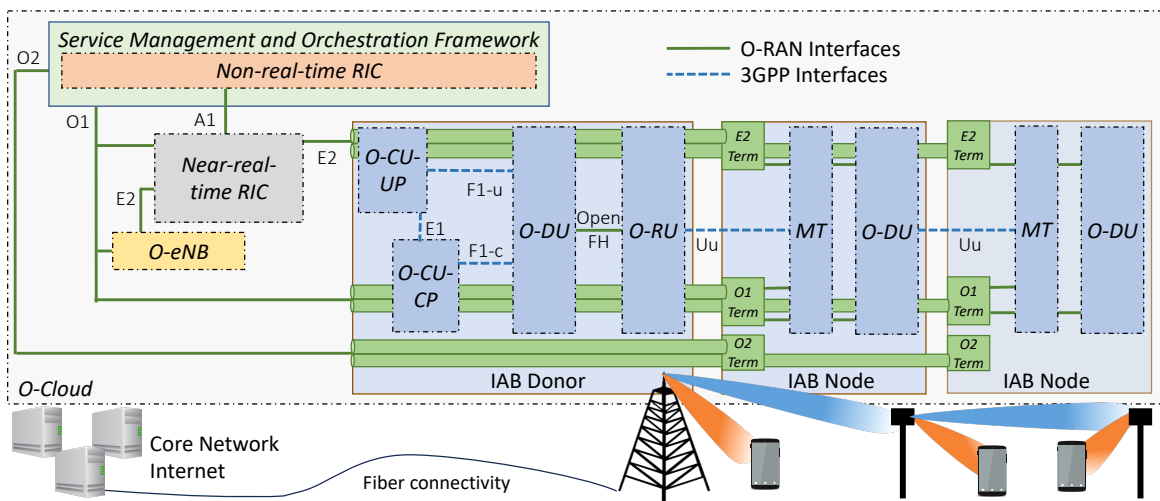 Service Management and Orchestration Framework
Non-real-time RIC
O-RAN Interfaces
3GPP Interfaces
O2
O1
A1
Near-real-
time RIC
E2
E2
O-eNB
O-CU-
UP
F1-u
E1
F1-c
O-CU-
CP
O-DU
Open
FH
O-RU
Uu
E2
Term
MT
O-DU
O1
Term
O2
Term
Uu
E2
Term
MT
O-DU
O1
Term
O2
Term
IAB Donor
IAB Node
IAB Node
O-Cloud
Core Network
Internet
Fiber connectivity